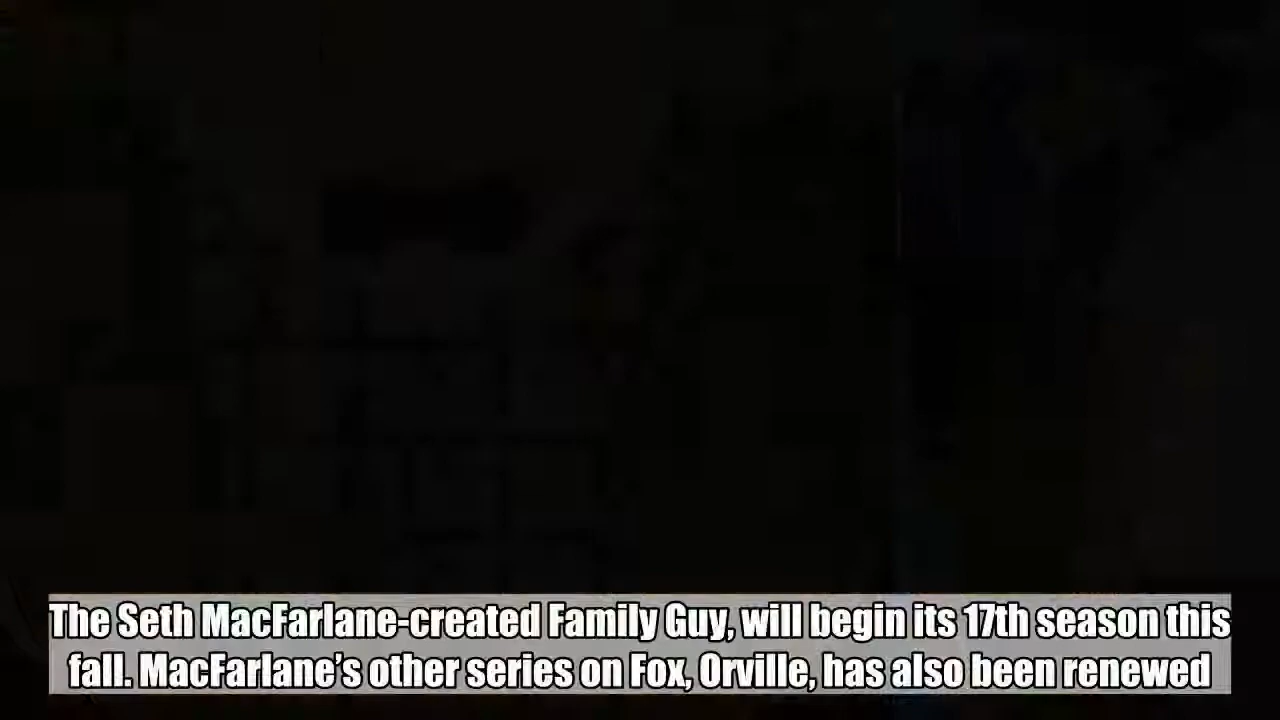 The Seth MacFarlane-created Family Guy, will begin its 17th season this
fall. MacFarlane’s other series on Fox, Orville, has also been renewed